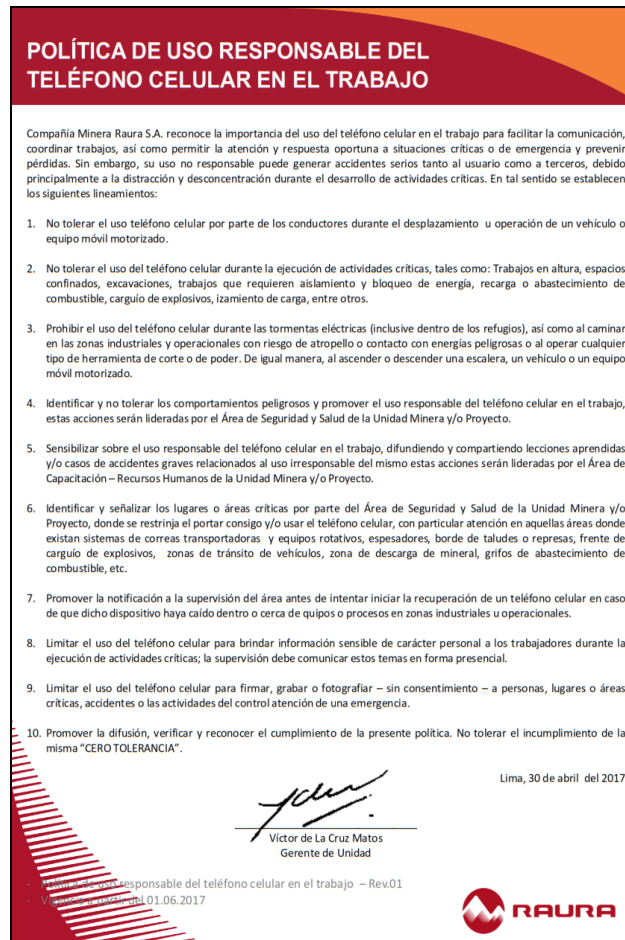 POLÍTICA DE USO RESPONSABLE DEL
TELÉFONO CELULAR EN EL TRABAJO
Compañía Minera Raura S.A. reconoce la importancia del uso del teléfono celular en el trabajo para facilitar la comunicación,
coordinar trabajos, así como permitir la atención y respuesta oportuna a situaciones críticas o de emergencia y prevenir
pérdidas. Sin embargo, su uso no responsable puede generar accidentes serios tanto al usuario como a terceros, debido
principalmente a la distracción y desconcentración durante el desarrollo de actividades críticas. En tal sentido se establecen
los siguientes lineamientos:
1. No tolerar el uso teléfono celular por parte de los conductores durante el desplazamiento u operación de un vehículo o
equipo móvil motorizado.
2. No tolerar el uso del teléfono celular durante la ejecución de actividades críticas, tales como: Trabajos en altura, espacios
confinados, excavaciones, trabajos que requieren aislamiento y bloqueo de energía, recarga o abastecimiento de
combustible, carguío de explosivos, izamiento de carga, entre otros.
3. Prohibir el uso del teléfono celular durante las tormentas eléctricas (inclusive dentro de los refugios), así como al caminar
en las zonas industriales y operacionales con riesgo de atropello o contacto con energías peligrosas o al operar cualquier
tipo de herramienta de corte o de poder. De igual manera, al ascender o descender una escalera, un vehículo o un equipo
móvil motorizado.
4. Identificar y no tolerar los comportamientos peligrosos y promover el uso responsable del teléfono celular en el trabajo,
estas acciones serán lideradas por el Área de Seguridad y Salud de la Unidad Minera y/o Proyecto.
5. Sensibilizar sobre el uso responsable del teléfono celular en el trabajo, difundiendo y compartiendo lecciones aprendidas
y/o casos de accidentes graves relacionados al uso irresponsable del mismo estas acciones serán lideradas por el Área de
Capacitación – Recursos Humanos de la Unidad Minera y/o Proyecto.
6. Identificar y señalizar los lugares o áreas críticas por parte del Área de Seguridad y Salud de la Unidad Minera y/o
Proyecto, donde se restrinja el portar consigo y/o usar el teléfono celular, con particular atención en aquellas áreas donde
existan sistemas de correas transportadoras y equipos rotativos, espesadores, borde de taludes o represas, frente de
carguío de explosivos, zonas de tránsito de vehículos, zona de descarga de mineral, grifos de abastecimiento de
combustible, etc.
7. Promover la notificación a la supervisión del área antes de intentar iniciar la recuperación de un teléfono celular en caso
de que dicho dispositivo haya caído dentro o cerca de quipos o procesos en zonas industriales u operacionales.
8. Limitar el uso del teléfono celular para brindar información sensible de carácter personal a los trabajadores durante la
ejecución de actividades críticas; la supervisión debe comunicar estos temas en forma presencial.
9. Limitar el uso del teléfono celular para firmar, grabar o fotografiar – sin consentimiento – a personas, lugares o áreas
críticas, accidentes o las actividades del control atención de una emergencia.
10. Promover la difusión, verificar y reconocer el cumplimiento de la presente política. No tolerar el incumplimiento de la
misma "CERO TOLERANCIA".
Lima, 30 de abril del 2017
Víctor de La Cruz Matos
Gerente de Unidad
- Política de uso responsable del teléfono celular en el trabajo – Rev.01
- Vigencia a partir del 01.06.2017
RAURA